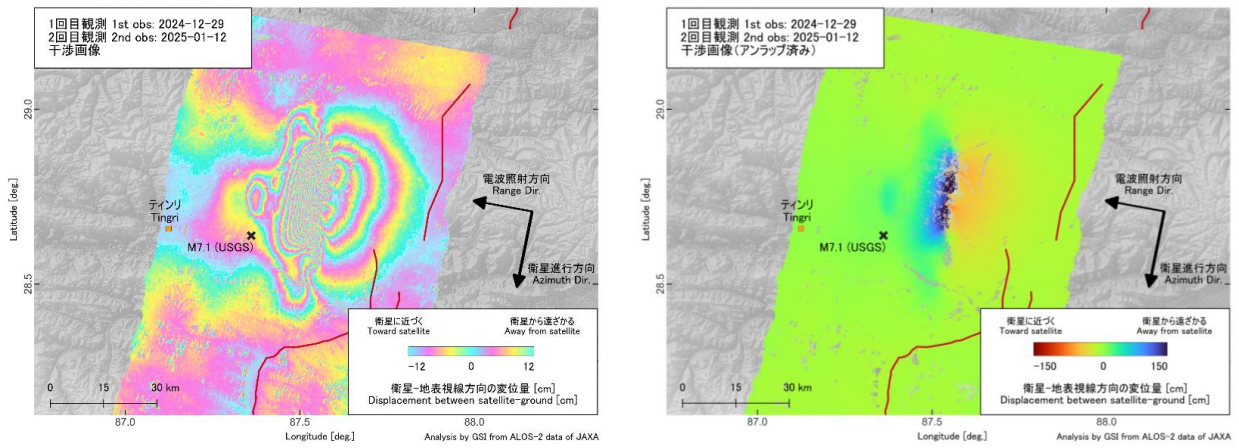 1回目観測 1st obs: 2024-12-29
2回目観測 2nd obs: 2025-01-12
干渉画像
29.0
電波照射方向
Range Dir.
ティンリ
Tingri
M7.1 (USGS)
衛星進行方向
Azimuth Dir.
28.5
Latitude [deg.]
衛星に近づく
Toward satellite
衛星から遠ざかる
Away from satellite
-12 0 12
衛星-地表視線方向の変位量 [cm]
Displacement between satellite-ground [cm]
0 15 30 km
87.0 87.5 88.0
Longitude [deg.]
Analysis by GSI from ALOS-2 data of JAXA
1回目観測 1st obs: 2024-12-29
2回目観測 2nd obs: 2025-01-12
干渉画像(アンラップ済み)
29.0
電波照射方向
Range Dir.
ティンリ
Tingri
M7.1 (USGS)
衛星進行方向
Azimuth Dir.
28.5
Latitude [deg.]
衛星に近づく
Toward satellite
衛星から遠ざかる
Away from satellite
-150 0 150
衛星-地表視線方向の変位量 [cm]
Displacement between satellite-ground [cm]
0 15 30 km
87.0 87.5 88.0
Longitude [deg.]
Analysis by GSI from ALOS-2 data of JAXA